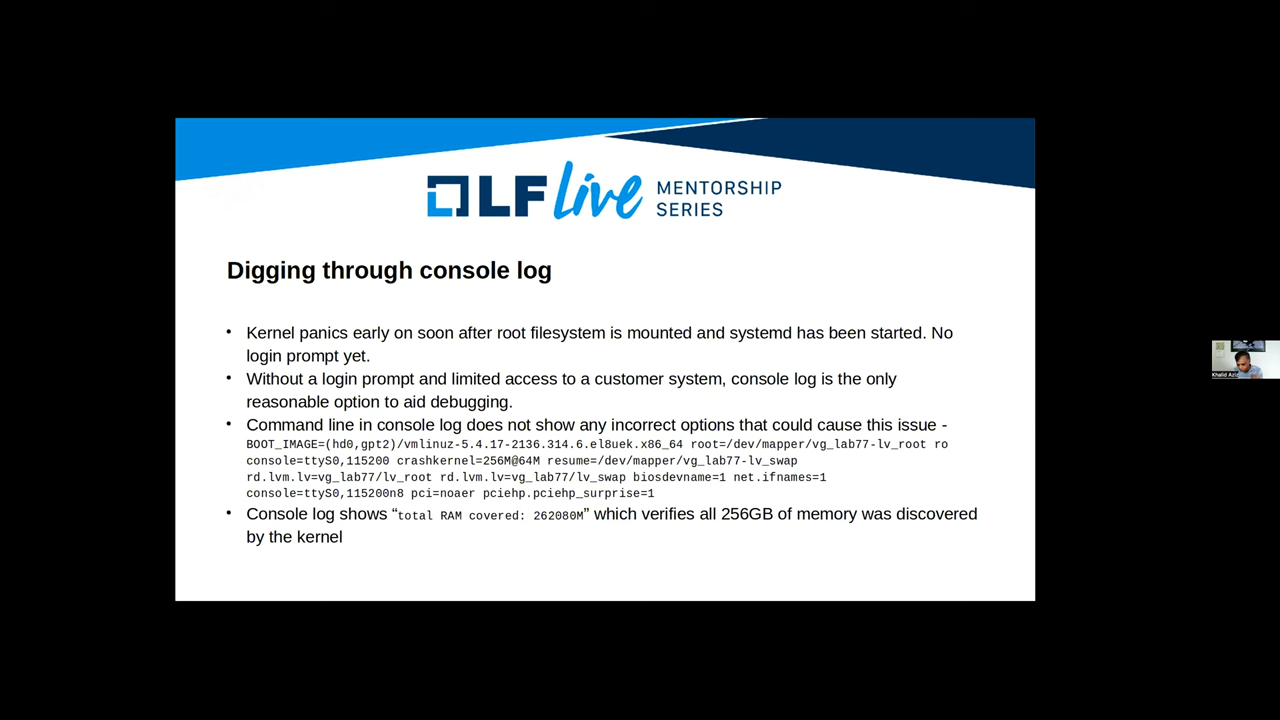 LF Live MENTORSHIP SERIES
Digging through console log
• Kernel panics early on soon after root filesystem is mounted and systemd has been started. No
login prompt yet.
• Without a login prompt and limited access to a customer system, console log is the only
reasonable option to aid debugging.
• Command line in console log does not show any incorrect options that could cause this issue -
BOOT_IMAGE=(hd0,gpt2)/vmlinuz-5.4.17-2136.314.6.el8uek.x86_64 root=/dev/mapper/vg_lab77-lv_root ro
console=ttyS0,115200 crashkernel=256M@64M resume=/dev/mapper/vg_lab77-lv_swap
rd.lvm.lv=vg_lab77/lv_root rd.lvm.lv=vg_lab77/lv_swap biosdevname=1 net.ifnames=1
console=ttyS0,115200n8 pci=noaer pciehp.pciehp_surprise=1
• Console log shows “total RAM covered: 262080M” which verifies all 256GB of memory was discovered
by the kernel
Khalid Aziz